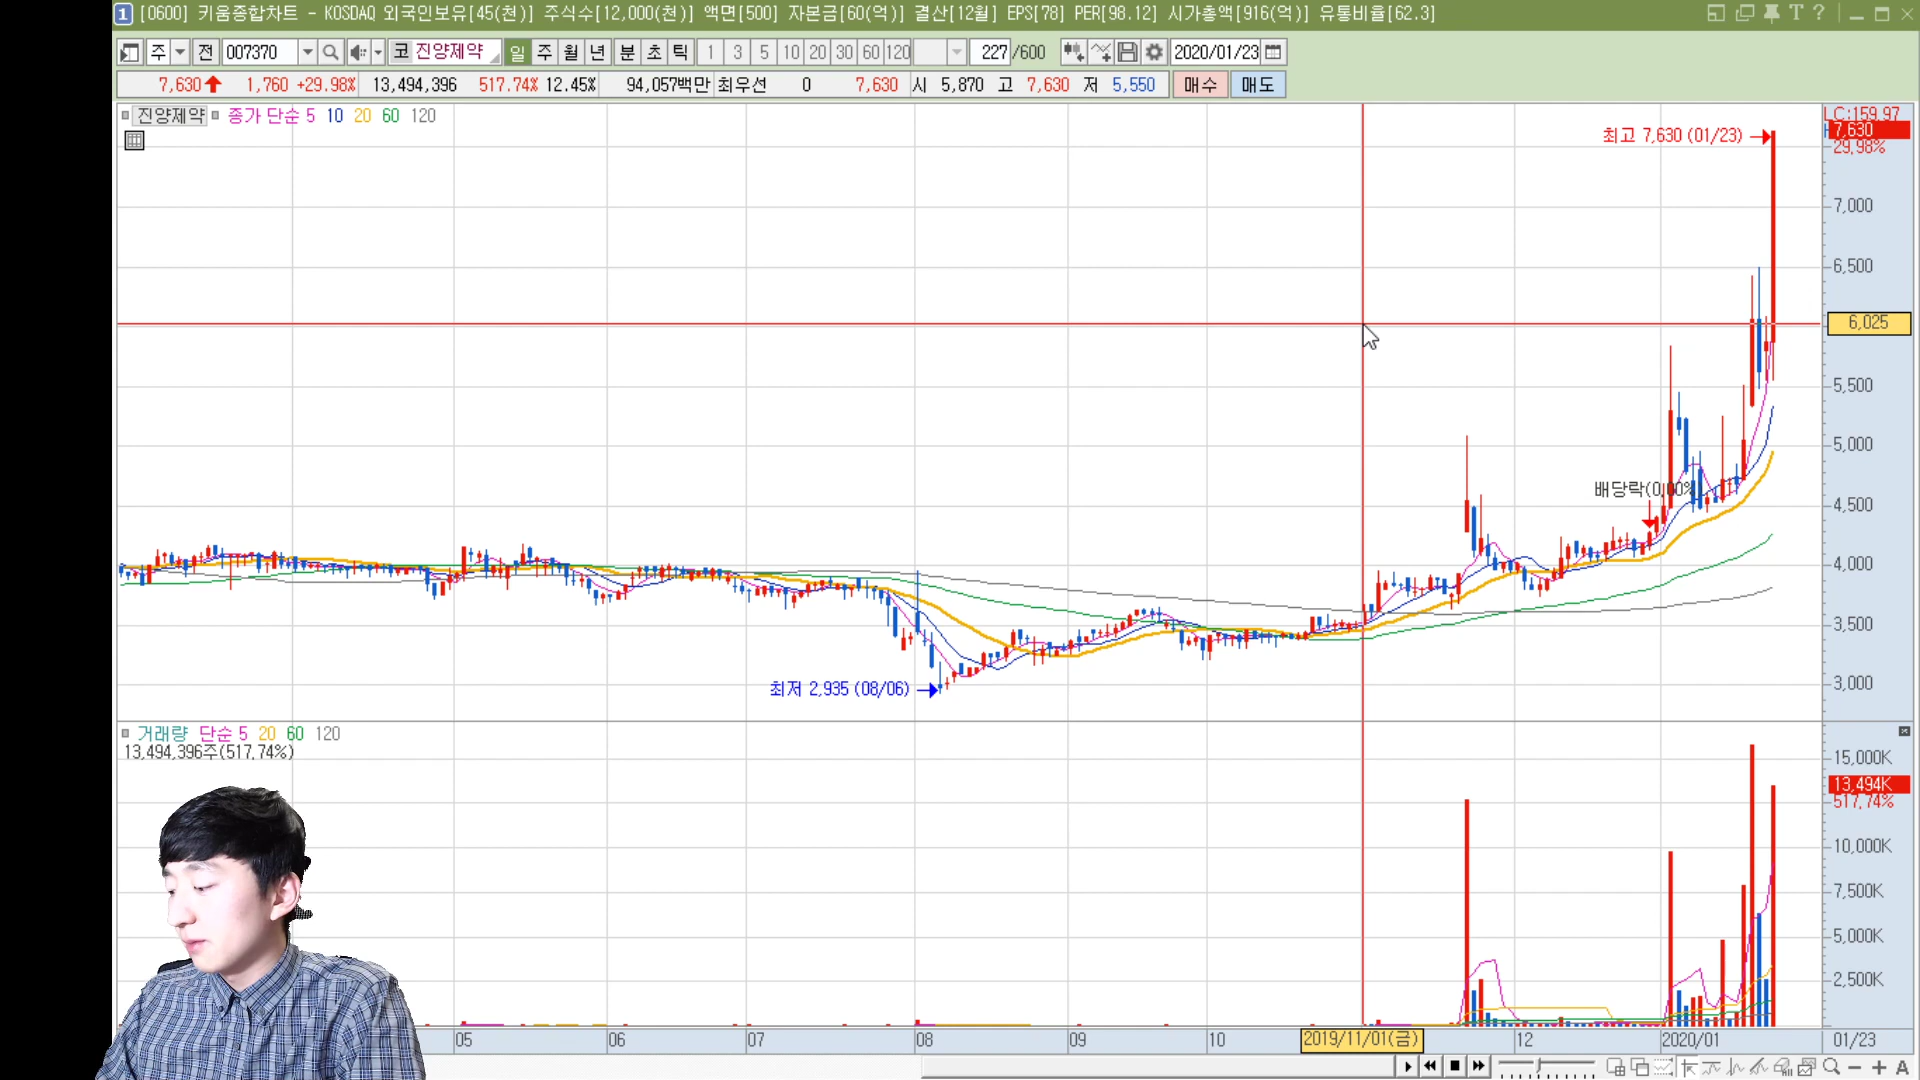 1 [0600] 키움종합차트 - KOSDAQ 외국인보유[45(천)] 주식수[12,000(천)] 액면[500] 자본금[60(억)] 결산[12월] EPS[78] PER[98.12] 시가총액[916(억)] 유통비율[62.3] T ?
주 전 007370 코 진양제약 일 주 월 년 분 초 틱 1 3 5 10 20 30 60 120 227 /600 2020/01/23
7,630 1,760 +29.98% 13,494,396 517.74% 12.45% 94,057백만 최우선 0 7,630 시 5,870 고 7,630 저 5,550 매수 매도
진양제약 종가 단순 5 10 20 60 120
LC:159.97
7,630
최고 7,630 (01/23)
29.98%
7,000
6,500
6,025
5,500
5,000
배당락(0.00%)
4,500
4,000
3,500
최저 2,935 (08/06)
3,000
거래량 단순 5 20 60 120
13,494,396주(517.74%)
15,000K
13,494K
517.74%
10,000K
7,500K
5,000K
2,500K
05 06 07 08 09 10 2019/11/01(금) 12 2020/01 01/23
A